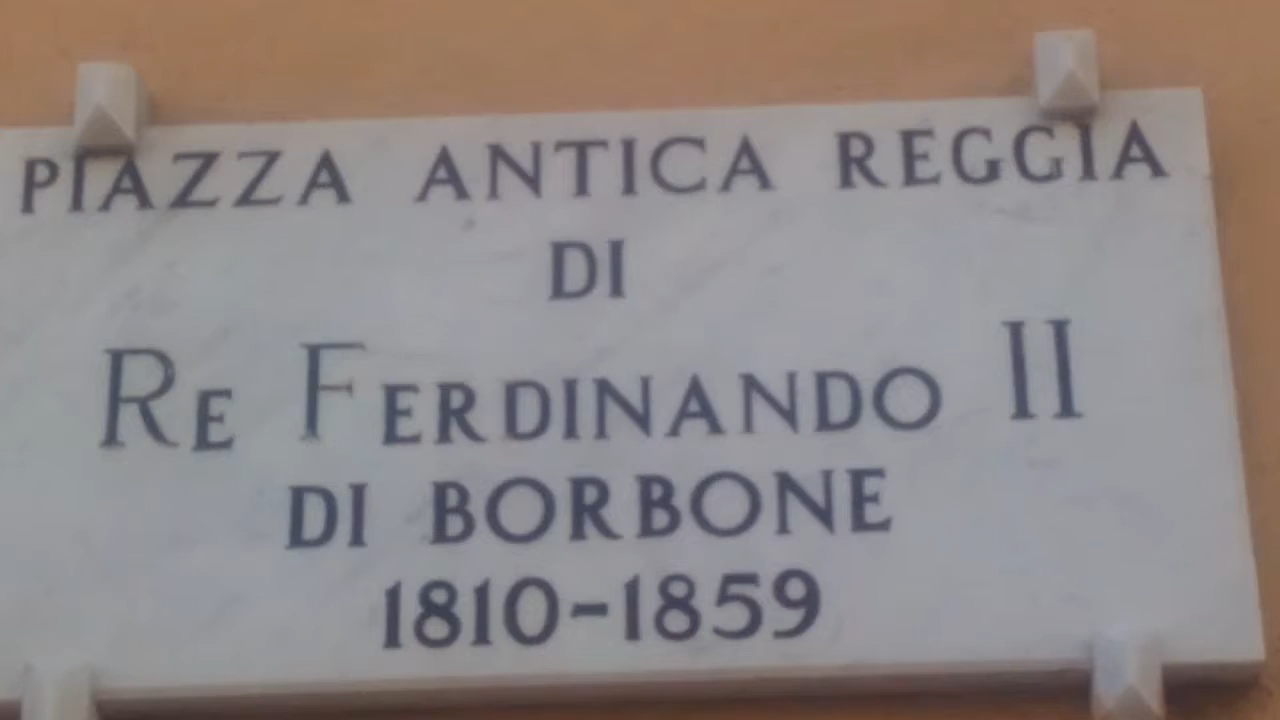 PIAZZA ANTICA REGGIA
DI
RE FERDINANDO II
DI BORBONE
1810-1859